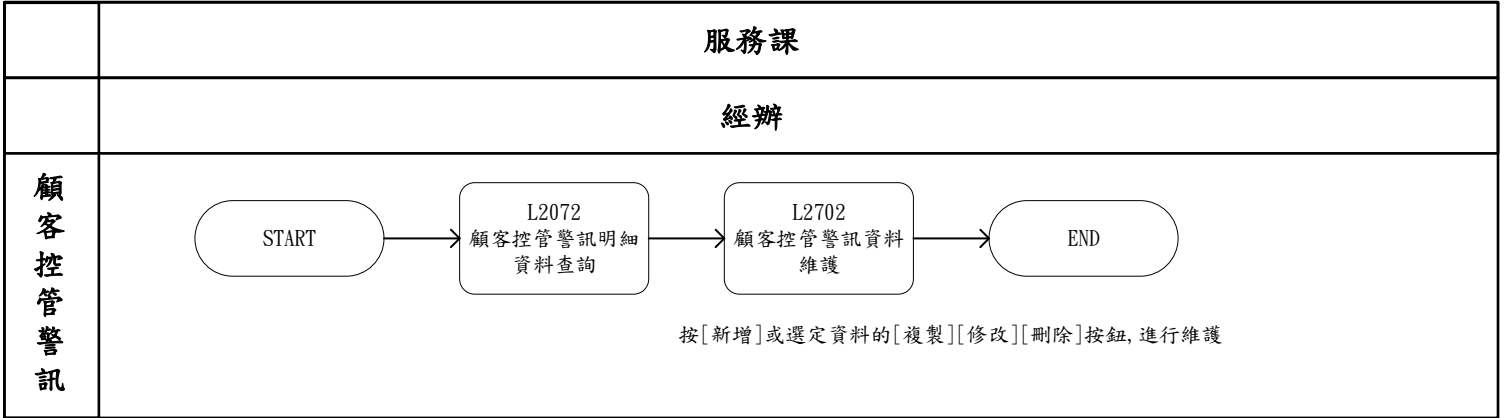 服務課
經辦
顧客控管警訊
START
L2072
顧客控管警訊明細
資料查詢
L2702
顧客控管警訊資料
維護
END
按[新增]或選定資料的[複製][修改][刪除]按鈕,進行維護